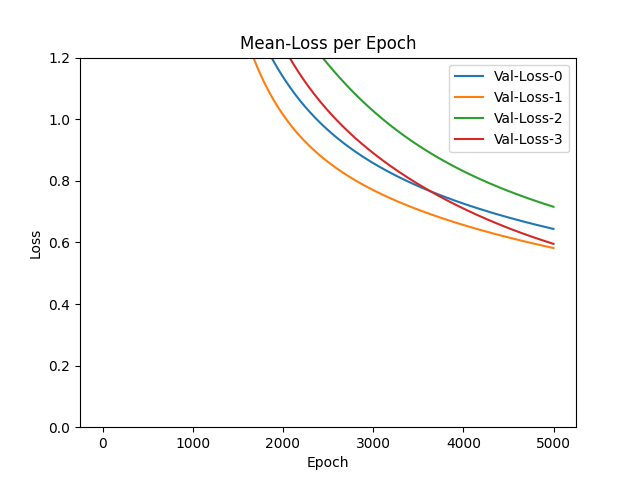 Mean-Loss per Epoch
1.2
1.0
0.8
0.6
0.4
0.2
0.0
Loss
Val-Loss-0
Val-Loss-1
Val-Loss-2
Val-Loss-3
0 1000 2000 3000 4000 5000
Epoch